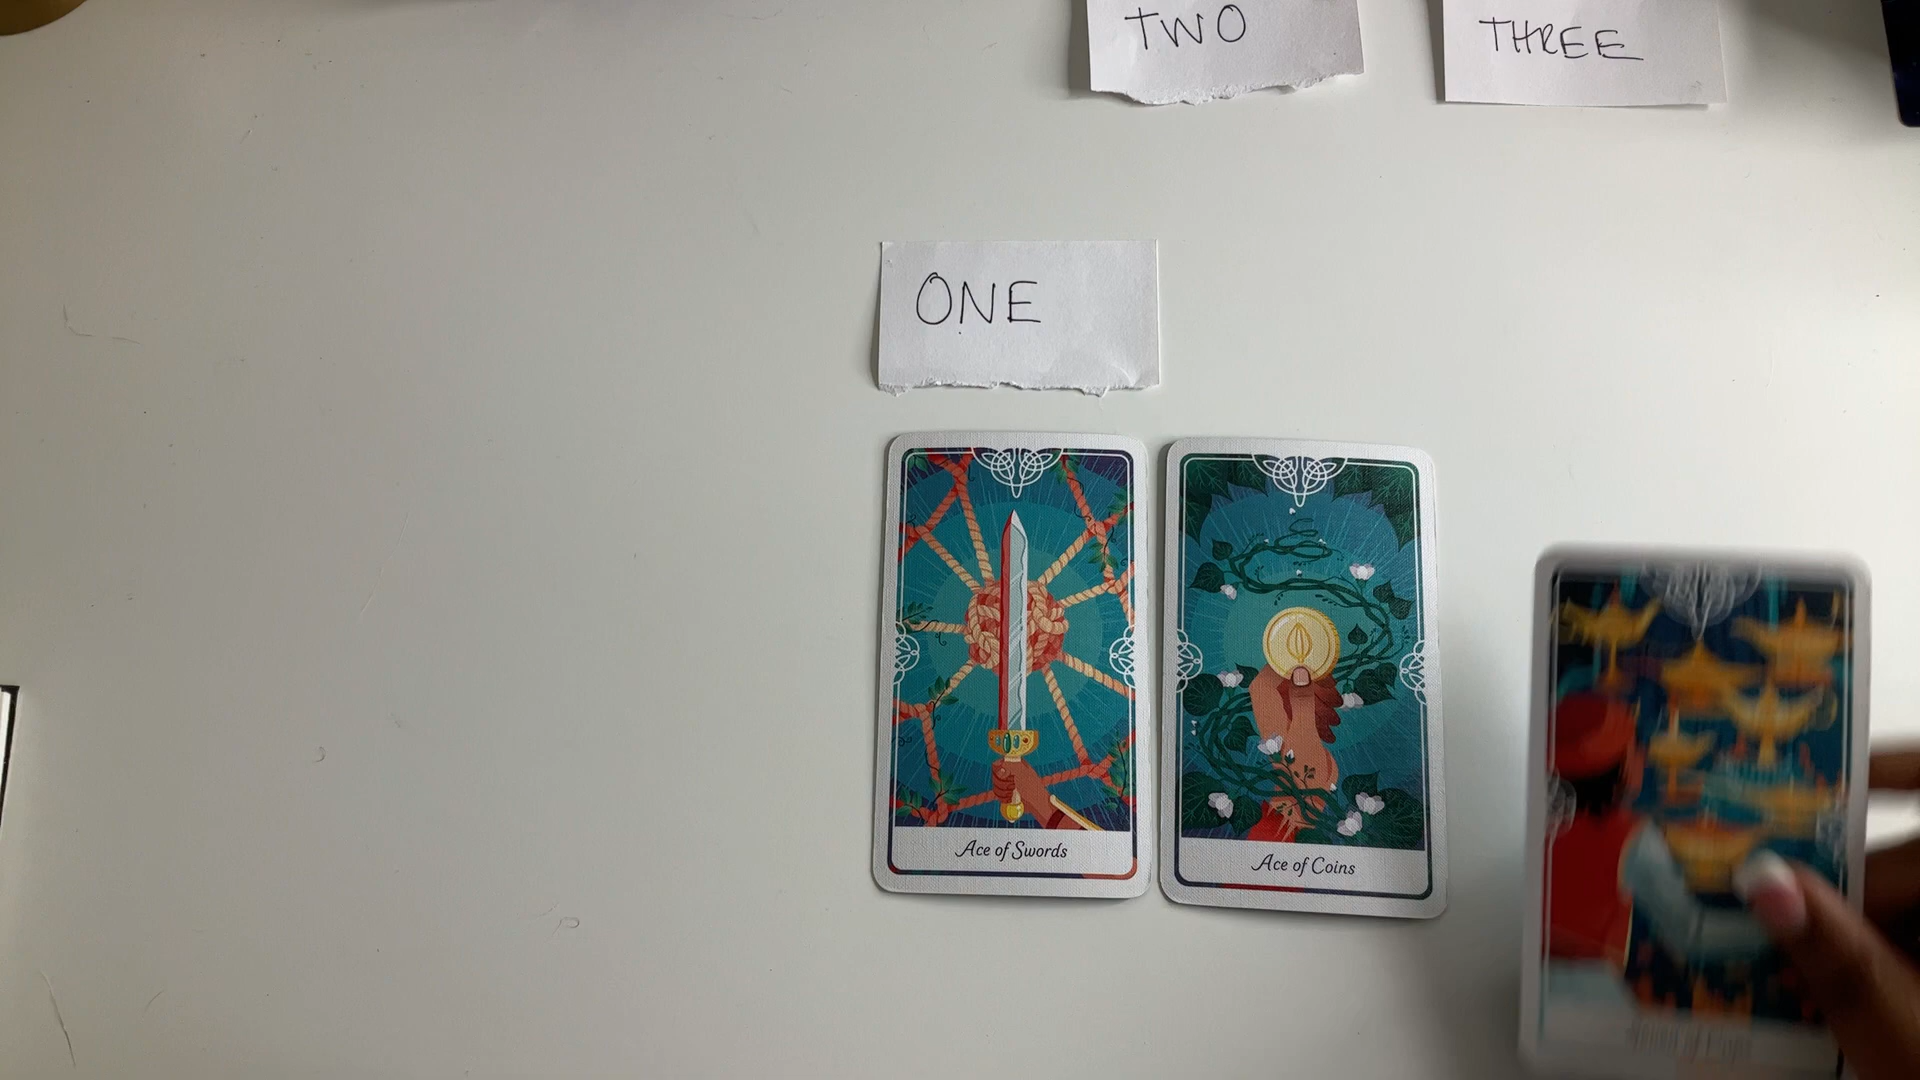 TWO
THREE
ONE
Ace of Swords
Ace of Coins